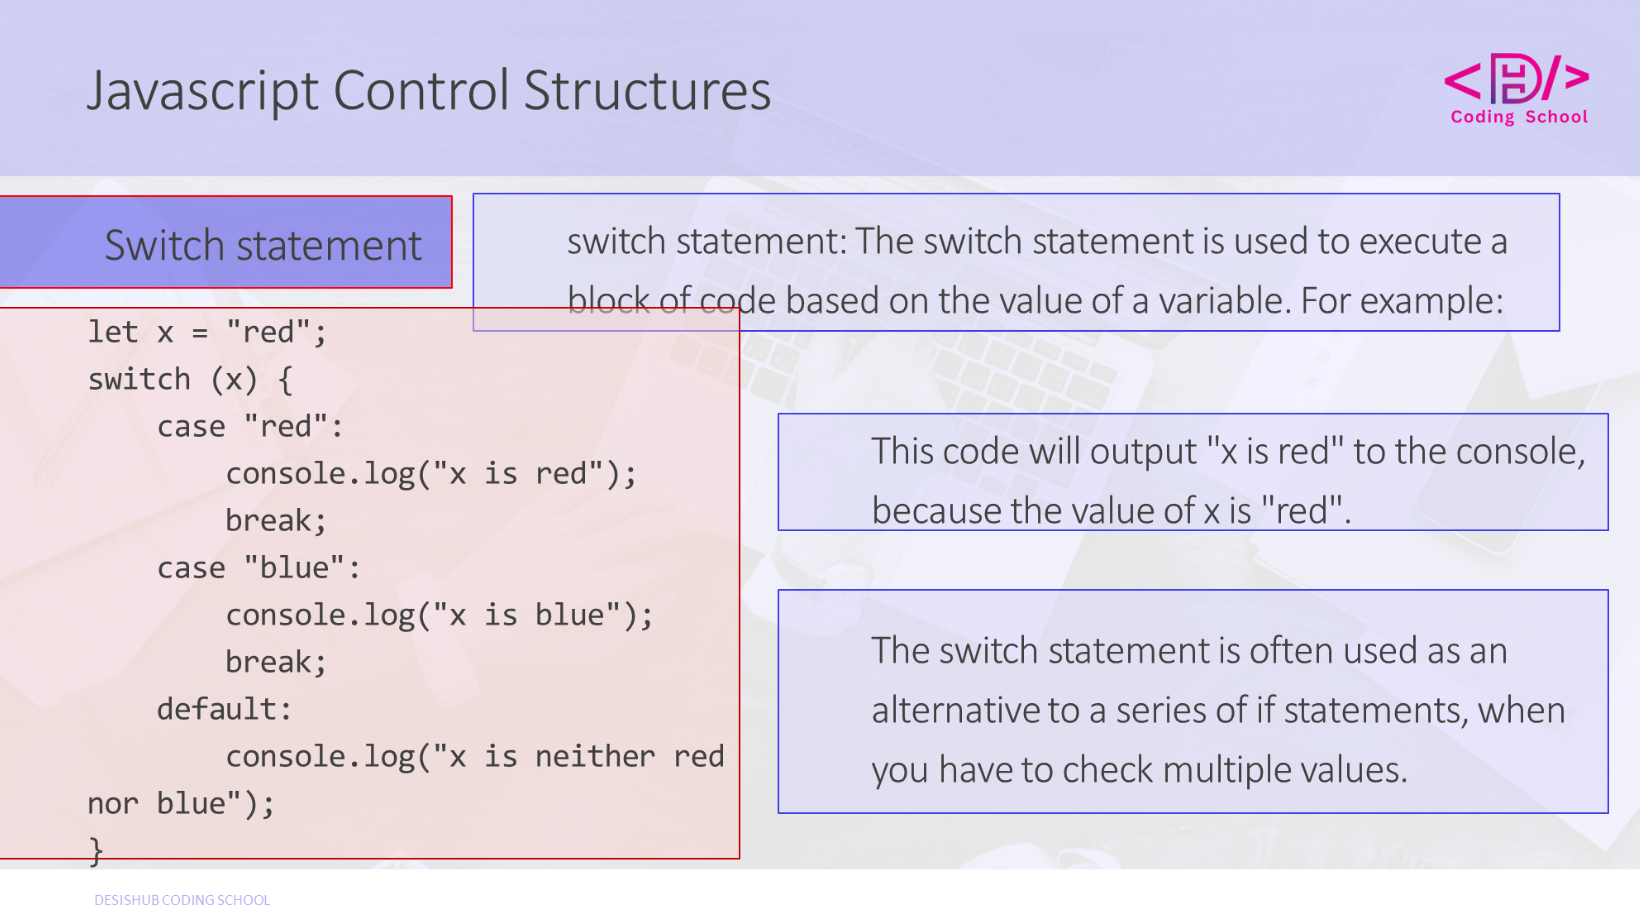 Javascript Control Structures
Coding School
Switch statement
switch statement: The switch statement is used to execute a
block of code based on the value of a variable. For example:
let x = "red";
switch (x) {
    case "red":
        console.log("x is red");
        break;
    case "blue":
        console.log("x is blue");
        break;
    default:
        console.log("x is neither red
nor blue");
}
This code will output "x is red" to the console,
because the value of x is "red".
The switch statement is often used as an
alternative to a series of if statements, when
you have to check multiple values.
DESISHUB CODING SCHOOL